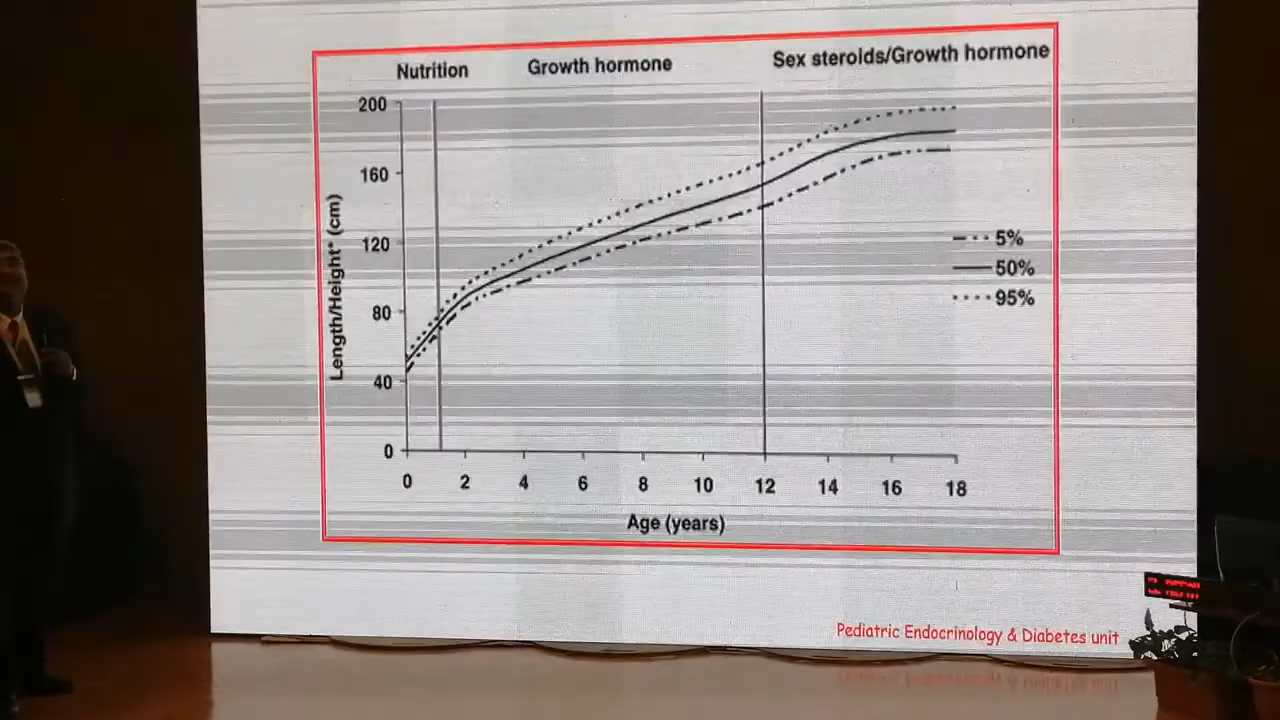 Nutrition Growth hormone Sex steroids/Growth hormone
200
160
120
80
40
0
Length/Height* (cm)
5%
50%
95%
0 2 4 6 8 10 12 14 16 18
Age (years)
Pediatric Endocrinology & Diabetes unit